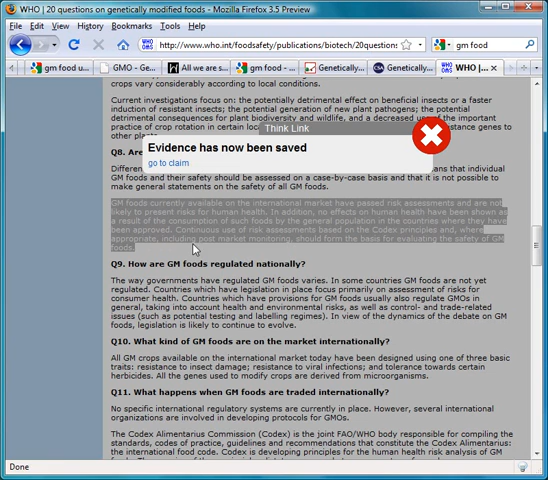 WHO | 20 questions on genetically modified foods - Mozilla Firefox 3.5 Preview
File Edit View History Bookmarks Tools Help
http://www.who.int/foodsafety/publications/biotech/20questions
gm food
gm food u... GMO - Ge... All we are s... gm food - ... Genetically... Genetically... WHO |...
crops vary considerably according to local conditions.
Current investigations focus on: the potentially detrimental effect on beneficial insects or a faster
induction of resistant insects; the potential generation of new plant pathogens; the potential
detrimental consequences for plant biodiversity and wildlife, and a decreased use of the important
practice of crop rotation in certain loc
sistance genes to
other pla
Think Link
Evidence has now been saved
go to claim
Q8. Are
Differen
ans that individual
GM foods and their safety should be assessed on a case-by-case basis and that it is not possible to
make general statements on the safety of all GM foods.
GM foods currently available on the international market have passed risk assessments and are not
likely to present risks for human health. In addition, no effects on human health have been shown as
a result of the consumption of such foods by the general population in the countries where they have
been approved. Continuous use of risk assessments based on the Codex principles and, where
appropriate, including post market monitoring, should form the basis for evaluating the safety of GM
foods.
Q9. How are GM foods regulated nationally?
The way governments have regulated GM foods varies. In some countries GM foods are not yet
regulated. Countries which have legislation in place focus primarily on assessment of risks for
consumer health. Countries which have provisions for GM foods usually also regulate GMOs in
general, taking into account health and environmental risks, as well as control- and trade-related
issues (such as potential testing and labelling regimes). In view of the dynamics of the debate on GM
foods, legislation is likely to continue to evolve.
Q10. What kind of GM foods are on the market internationally?
All GM crops available on the international market today have been designed using one of three basic
traits: resistance to insect damage; resistance to viral infections; and tolerance towards certain
herbicides. All the genes used to modify crops are derived from microorganisms.
Q11. What happens when GM foods are traded internationally?
No specific international regulatory systems are currently in place. However, several international
organizations are involved in developing protocols for GMOs.
The Codex Alimentarius Commission (Codex) is the joint FAO/WHO body responsible for compiling the
standards, codes of practice, guidelines and recommendations that constitute the Codex Alimentarius:
the international food code. Codex is developing principles for the human health risk analysis of GM
Done